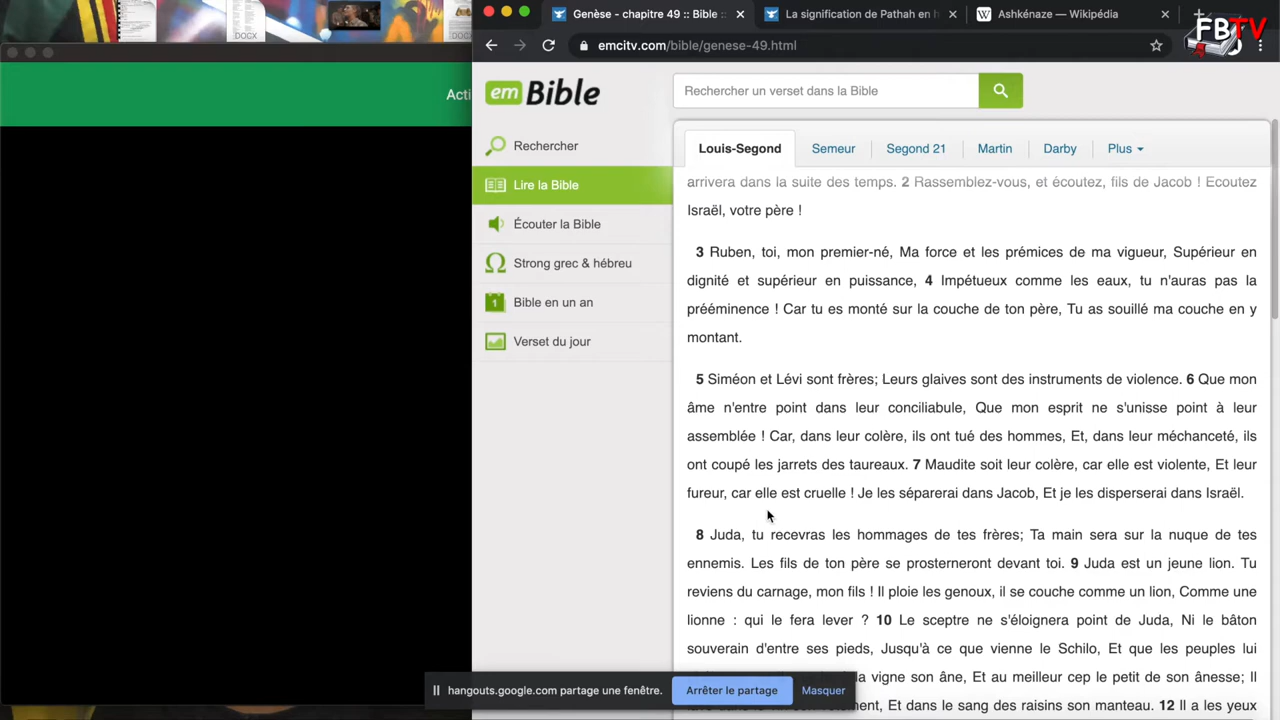 DOCX
DOCX
Genèse - chapitre 49 - Bible
FBTV
emcitv.com/bible/genese-49.html
Acti
em Bible
Rechercher un verset dans la Bible
Rechercher
Lire la Bible
Écouter la Bible
Strong grec & hébreu
Bible en un an
1
Verset du jour
Louis-Segond Semeur Segond 21 Martin Darby Plus
arrivera dans la suite des temps. 2 Rassemblez-vous, et écoutez, fils de Jacob ! Ecoutez
Israël, votre père !
3 Ruben, toi, mon premier-né, Ma force et les prémices de ma vigueur, Supérieur en
dignité et supérieur en puissance, 4 Impétueux comme les eaux, tu n'auras pas la
prééminence ! Car tu es monté sur la couche de ton père, Tu as souillé ma couche en y
montant.
5 Siméon et Lévi sont frères; Leurs glaives sont des instruments de violence. 6 Que mon
âme n'entre point dans leur conciliabule, Que mon esprit ne s'unisse point à leur
assemblée ! Car, dans leur colère, ils ont tué des hommes, Et, dans leur méchanceté, ils
ont coupé les jarrets des taureaux. 7 Maudite soit leur colère, car elle est violente, Et leur
fureur, car elle est cruelle ! Je les séparerai dans Jacob, Et je les disperserai dans Israël.
8 Juda, tu recevras les hommages de tes frères; Ta main sera sur la nuque de tes
ennemis. Les fils de ton père se prosterneront devant toi. 9 Juda est un jeune lion. Tu
reviens du carnage, mon fils ! Il ploie les genoux, il se couche comme un lion, Comme une
lionne : qui le fera lever ? 10 Le sceptre ne s'éloignera point de Juda, Ni le bâton
souverain d'entre ses pieds, Jusqu'à ce que vienne le Schilo, Et que les peuples lui
la vigne son âne, Et au meilleur cep le petit de son ânesse; Il
Et dans le sang des raisins son manteau. 12 Il a les yeux
hangouts.google.com partage une fenêtre. Arrêter le partage Masquer